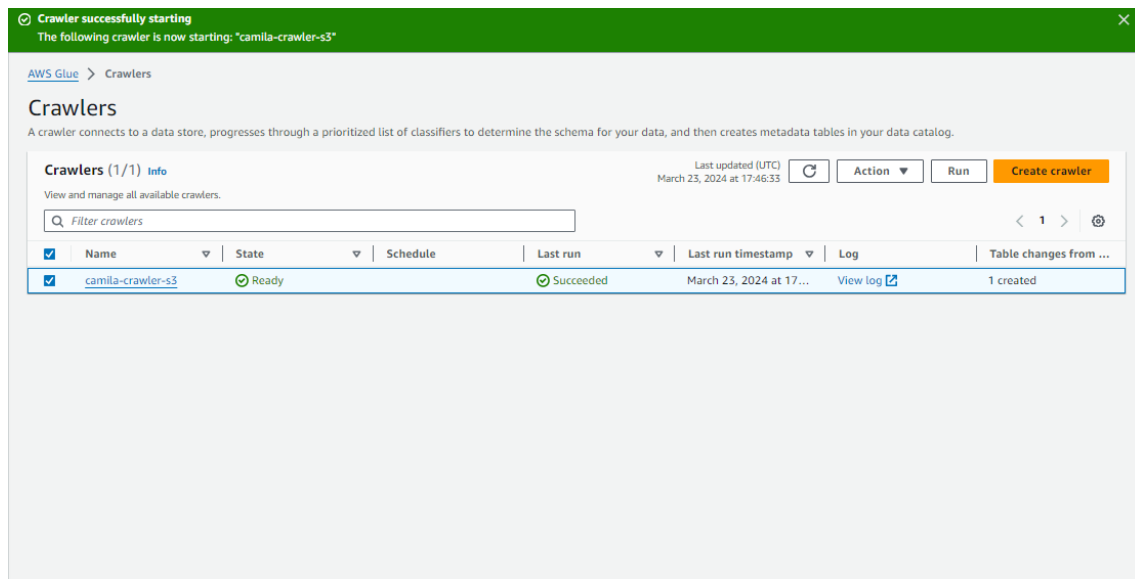 Crawler successfully starting
The following crawler is now starting: "camila-crawler-s3"
AWS Glue > Crawlers
Crawlers
A crawler connects to a data store, progresses through a prioritized list of classifiers to determine the schema for your data, and then creates metadata tables in your data catalog.
Crawlers (1/1) Info
Last updated (UTC)
March 23, 2024 at 17:46:33
Action
Run
Create crawler
View and manage all available crawlers.
Filter crawlers
1
Name State Schedule Last run Last run timestamp Log Table changes from ...
camila-crawler-s3 Ready Succeeded March 23, 2024 at 17... View log 1 created